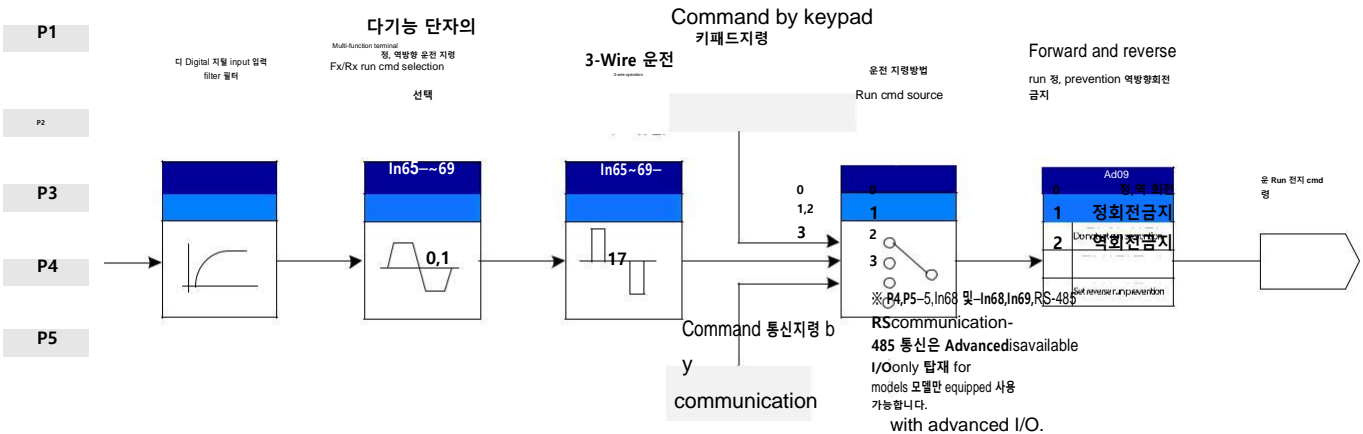 P1
P2
P3
P4
P5
디 Digital 지털 input 입력
filter 필터
다기능 단자의
Multi-function terminal
정, 역방향 운전 지령
Fx/Rx run cmd selection
선택
3-Wire 운전
3-wire operation
Command by keypad
키패드지령
운전 지령방법
Run cmd source
Forward and reverse
run 정, prevention 역방향회전
금지
In65–~69
0,1
In65~69–
17
0
1,2
3
0
1
2
3
Ad09
0 정,역 회전
1 정회전금지
2 역회전금지
Set reverse run prevention
운 Run 전지 cmd
령
Command 통신지령 b
y
communication
※ P4,P5–5,In68 및–In68,In69,RS-485
RScommunication-
485 통신은 Advancedisavailable
I/Oonly 탑재 for
models 모델만 equipped 사용
가능합니다.
with advanced I/O.